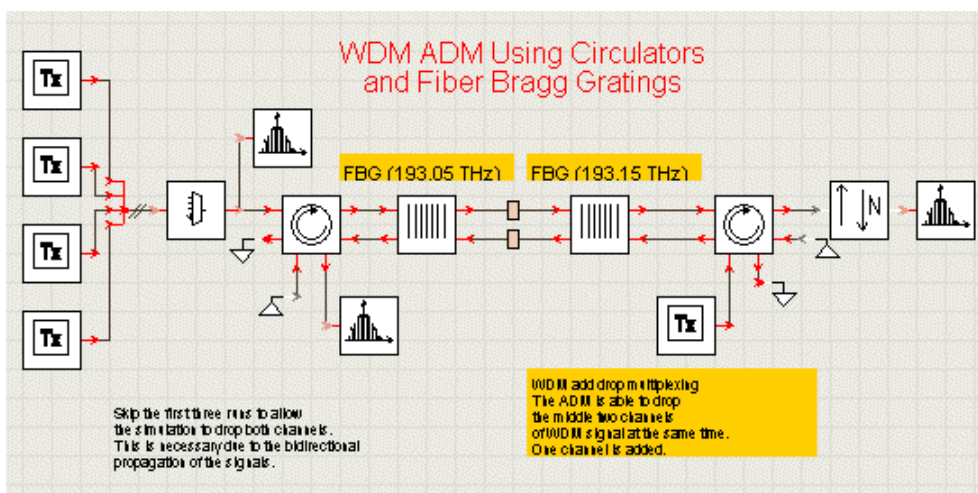 WDM ADM Using Circulators
and Fiber Bragg Gratings
Tx
Tx
Tx
Tx
FBG (193.05 THz)
FBG (193.15 THz)
N
Tx
Skip the first three runs to allow
the simulation to drop both channels.
This is necessary due to the bidirectional
propagation of the signals.
WDM add drop multiplexing
The ADM is able to drop
the middle two channels
of WDM signal at the same time.
One channel is added.